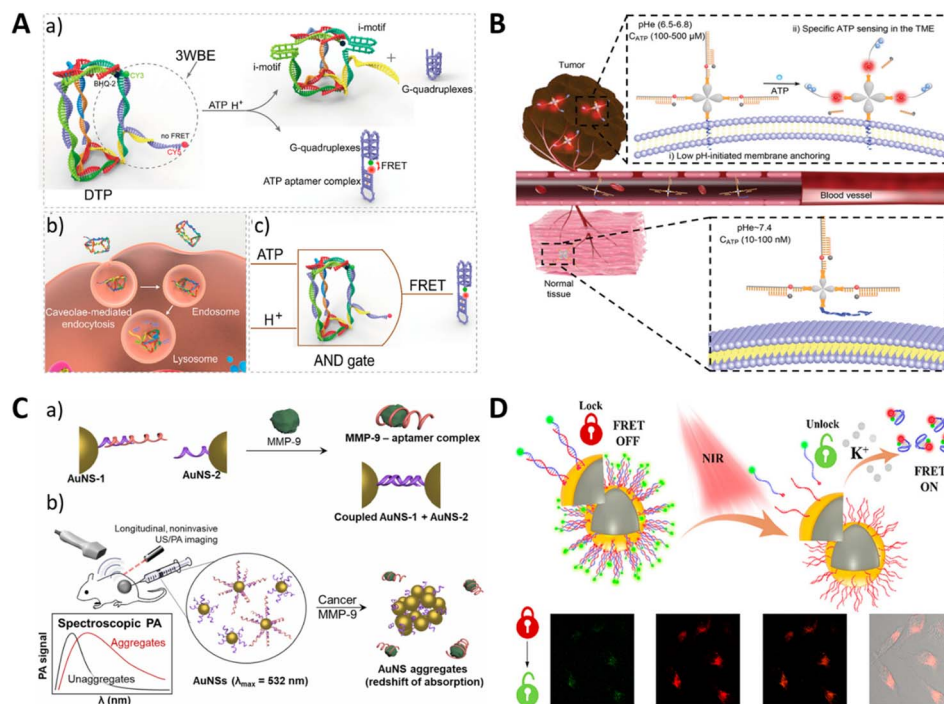 A
a)
3WBE
CY3
BHQ-2
no FRET
CY5
DTP
ATP H⁺
i-motif
i-motif
+
G-quadruplexes
G-quadruplexes
FRET
ATP aptamer complex
b)
Caveolae-mediated
endocytosis
Endosome
Lysosome
c)
ATP
H⁺
FRET
AND gate
B
Tumor
pHe (6.5-6.8)
C_ATP (100-500 μM)
ii) Specific ATP sensing in the TME
ATP
i) Low pH-initiated membrane anchoring
Blood vessel
Normal
tissue
pHe~7.4
C_ATP (10-100 nM)
C
a)
AuNS-1
AuNS-2
MMP-9
MMP-9 – aptamer complex
Coupled AuNS-1 + AuNS-2
b)
Longitudinal, noninvasive
US/PA imaging
Spectroscopic PA
Aggregates
Unaggregates
PA signal
λ (nm)
AuNSs (λmax = 532 nm)
Cancer
MMP-9
AuNS aggregates
(redshift of absorption)
D
Lock
FRET
OFF
NIR
Unlock
K⁺
FRET
ON